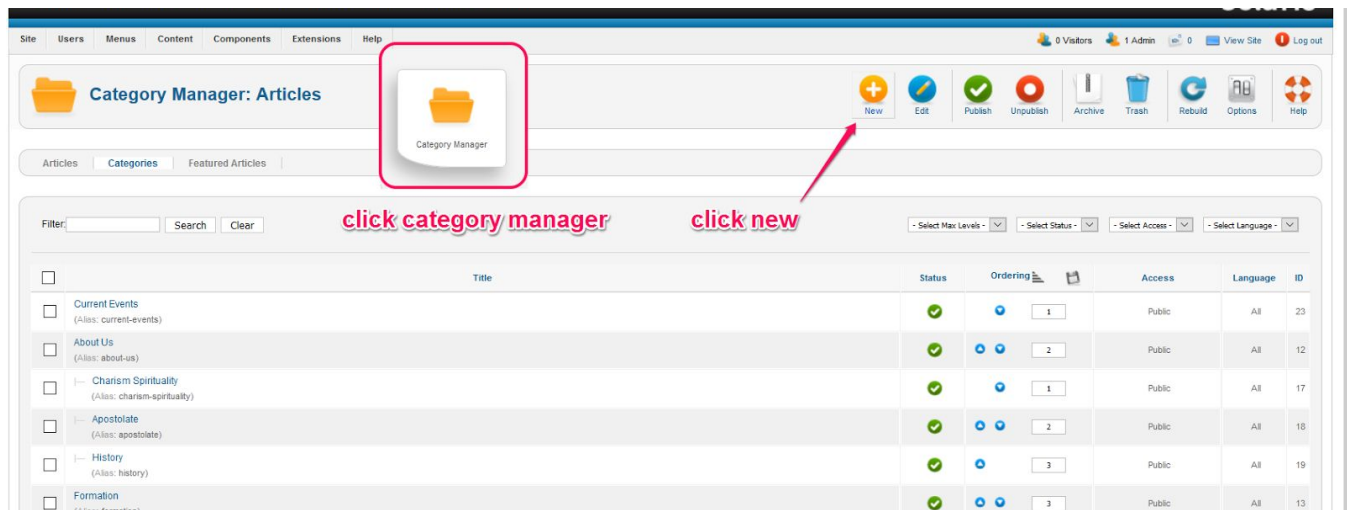 Site Users Menus Content Components Extensions Help 0 Visitors 1 Admin 0 View Site Log out
Category Manager: Articles
New Edit Publish Unpublish Archive Trash Rebuild Options Help
Category Manager
Articles Categories Featured Articles
click category manager click new
Filter: Search Clear - Select Max Levels - - Select Status - - Select Access - - Select Language -
Title Status Ordering Access Language ID
Current Events 1 Public All 23
(Alias: current-events)
About Us 2 Public All 12
(Alias: about-us)
Charism Spirituality 1 Public All 17
(Alias: charism-spirituality)
Apostolate 2 Public All 18
(Alias: apostolate)
History 3 Public All 19
(Alias: history)
Formation 3 Public All 13